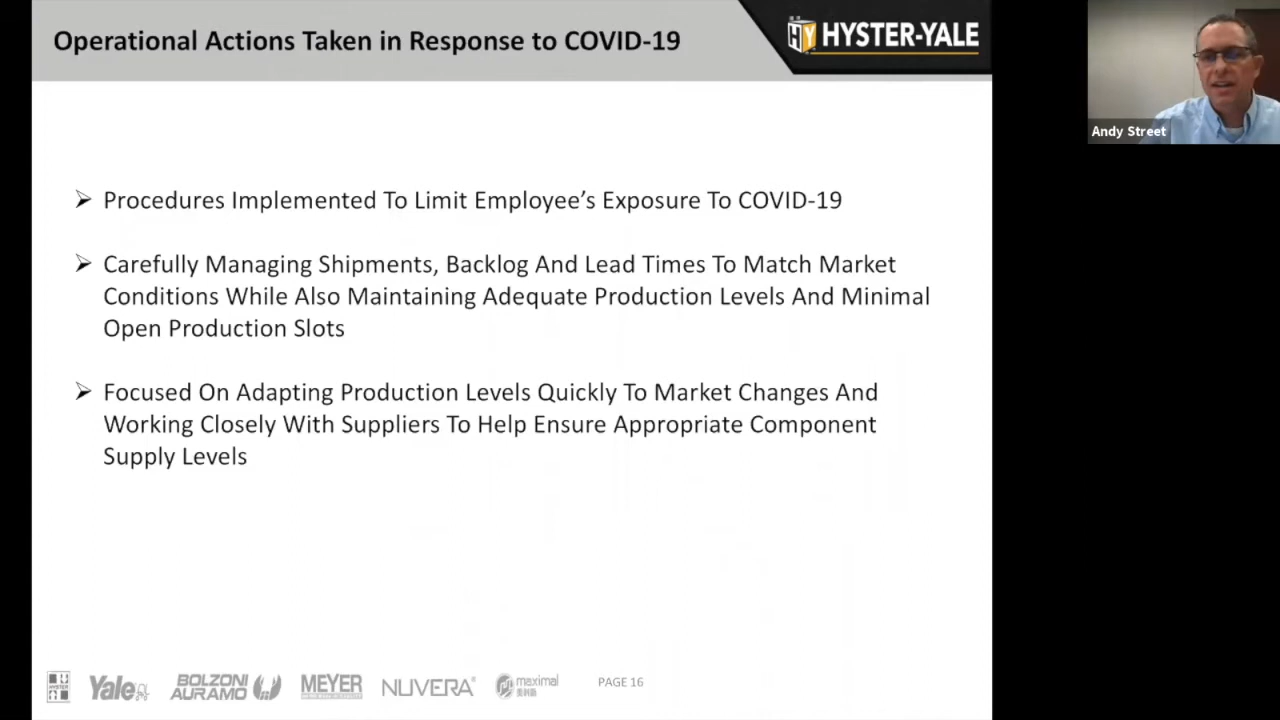 Operational Actions Taken in Response to COVID-19
HYSTER-YALE
Andy Street
➢ Procedures Implemented To Limit Employee’s Exposure To COVID-19
➢ Carefully Managing Shipments, Backlog And Lead Times To Match Market
Conditions While Also Maintaining Adequate Production Levels And Minimal
Open Production Slots
➢ Focused On Adapting Production Levels Quickly To Market Changes And
Working Closely With Suppliers To Help Ensure Appropriate Component
Supply Levels
HYSTER
Yale
BOLZONI
AURAMO
MEYER
NUVERA
maximal
PAGE 16